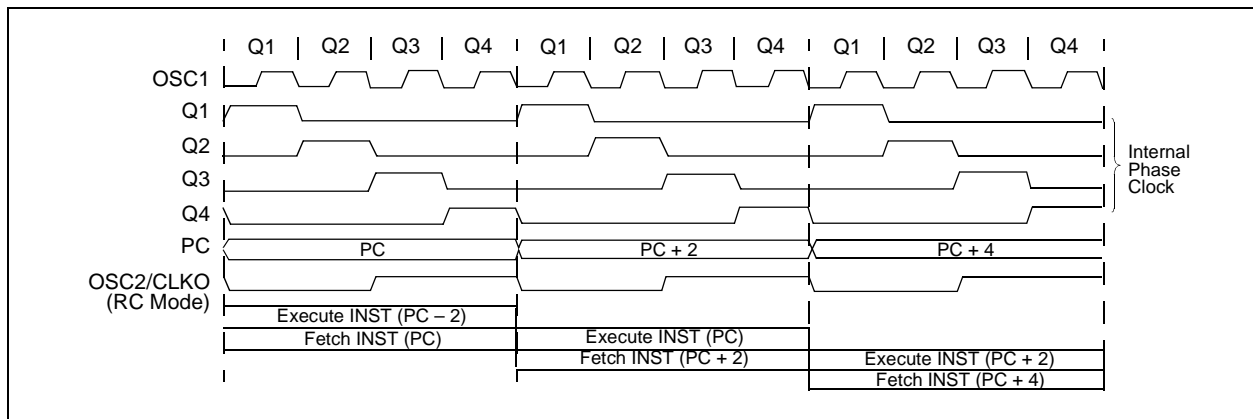 Q1 Q2 Q3 Q4 Q1 Q2 Q3 Q4 Q1 Q2 Q3 Q4
OSC1
Q1
Q2
Q3
Q4
Internal
Phase
Clock
PC PC PC + 2 PC + 4
OSC2/CLKO
(RC Mode)
Execute INST (PC – 2)
Fetch INST (PC) Execute INST (PC)
Fetch INST (PC + 2) Execute INST (PC + 2)
Fetch INST (PC + 4)